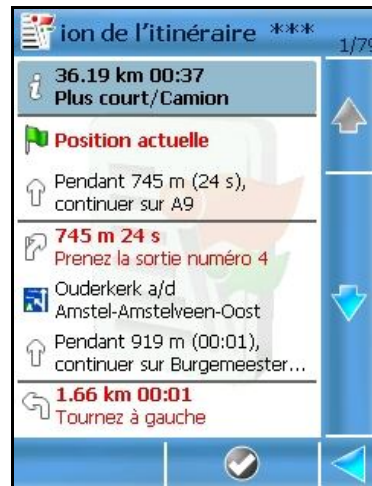 ion de l'itinéraire ***
1/79
36.19 km 00:37
Plus court/Camion
Position actuelle
Pendant 745 m (24 s),
continuer sur A9
745 m 24 s
Prenez la sortie numéro 4
Ouderkerk a/d
Amstel-Amstelveen-Oost
Pendant 919 m (00:01),
continuer sur Burgemeester...
1.66 km 00:01
Tournez à gauche